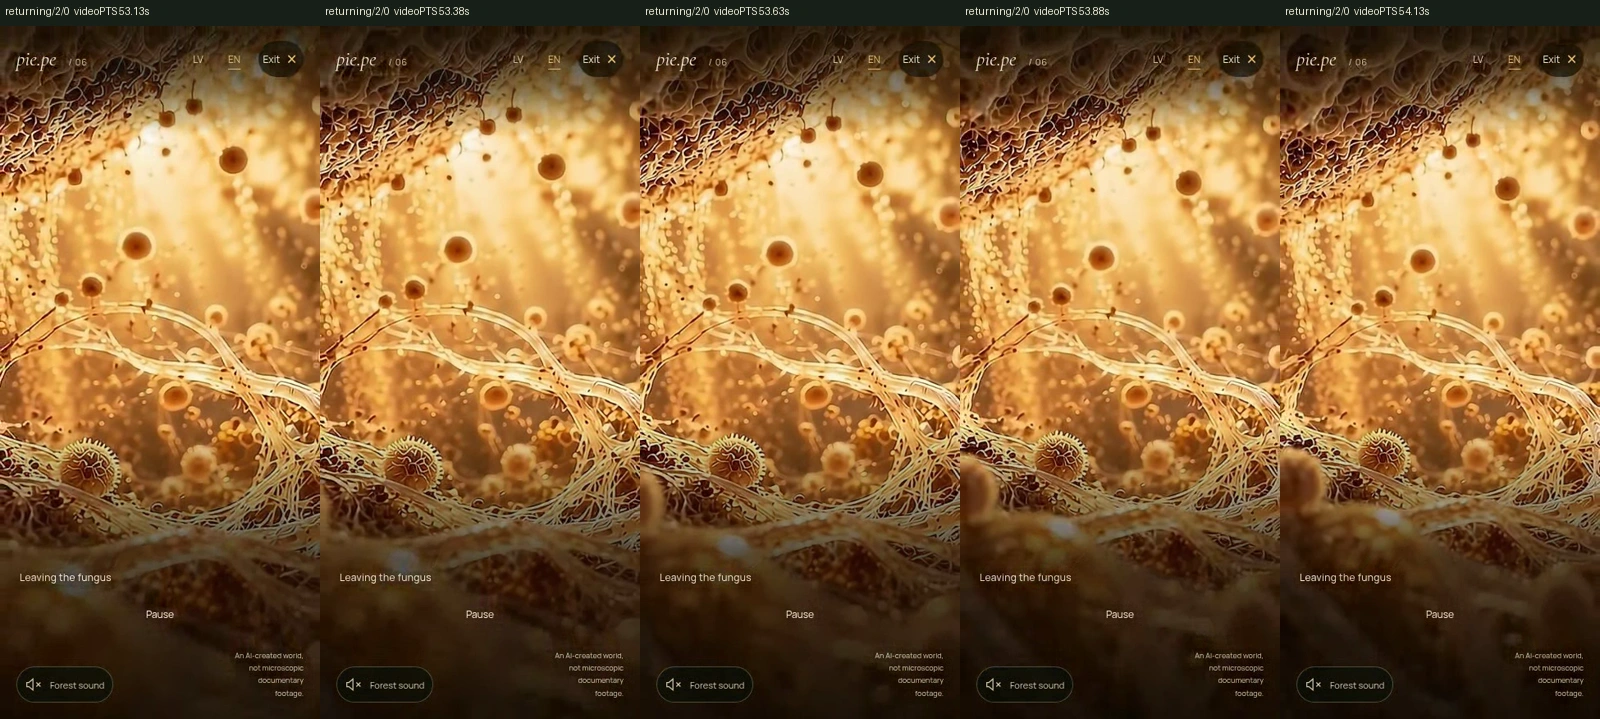 returning/2/0 videoPTS53.13s
pie.pe / 06 LV EN Exit ×
Leaving the fungus
Pause
An AI-created world,
not microscopic
documentary
footage.
Forest sound
returning/2/0 videoPTS53.38s
pie.pe / 06 LV EN Exit ×
Leaving the fungus
Pause
An AI-created world,
not microscopic
documentary
footage.
Forest sound
returning/2/0 videoPTS53.63s
pie.pe / 06 LV EN Exit ×
Leaving the fungus
Pause
An AI-created world,
not microscopic
documentary
footage.
Forest sound
returning/2/0 videoPTS53.88s
pie.pe / 06 LV EN Exit ×
Leaving the fungus
Pause
An AI-created world,
not microscopic
documentary
footage.
Forest sound
returning/2/0 videoPTS54.13s
pie.pe / 06 LV EN Exit ×
Leaving the fungus
Pause
An AI-created world,
not microscopic
documentary
footage.
Forest sound